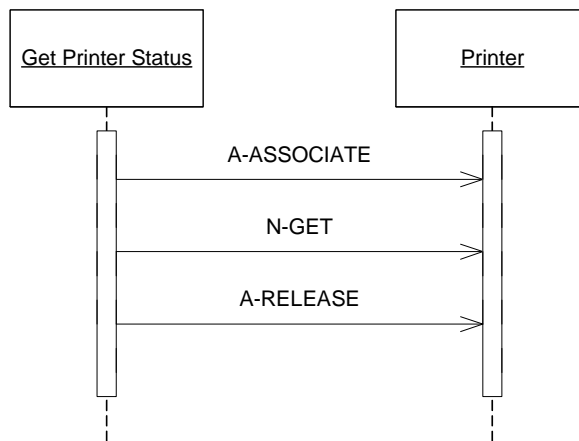 Get Printer Status
Printer
A-ASSOCIATE
N-GET
A-RELEASE